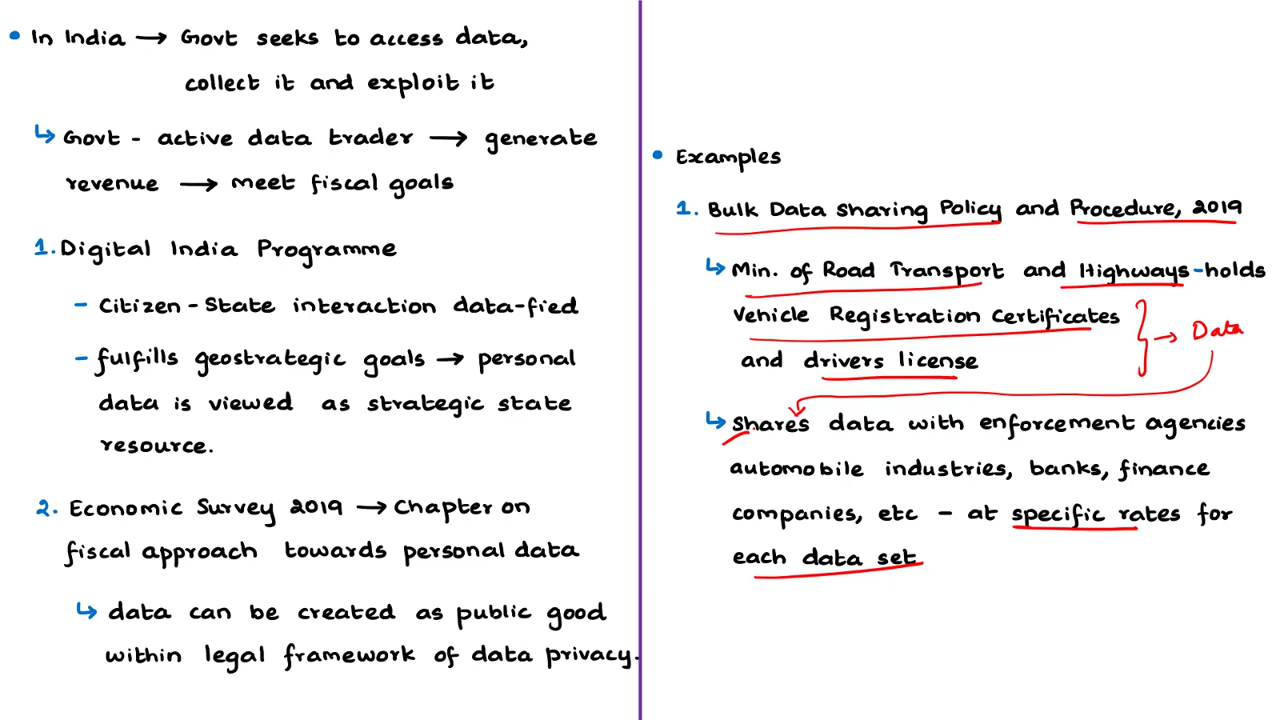 • In India → Govt seeks to access data,
collect it and exploit it
↳ Govt - active data trader → generate
revenue → meet fiscal goals
1. Digital India Programme
- Citizen-State interaction data-fied
- fulfills geostrategic goals → personal
data is viewed as strategic state
resource.
2. Economic Survey 2019 → Chapter on
fiscal approach towards personal data
↳ data can be created as public good
within legal framework of data privacy.
• Examples
1. Bulk Data Sharing Policy and Procedure, 2019
↳ Min. of Road Transport and Highways-holds
Vehicle Registration Certificates
and drivers license
} → Data
↳ Shares data with enforcement agencies
automobile industries, banks, finance
companies, etc - at specific rates for
each data set